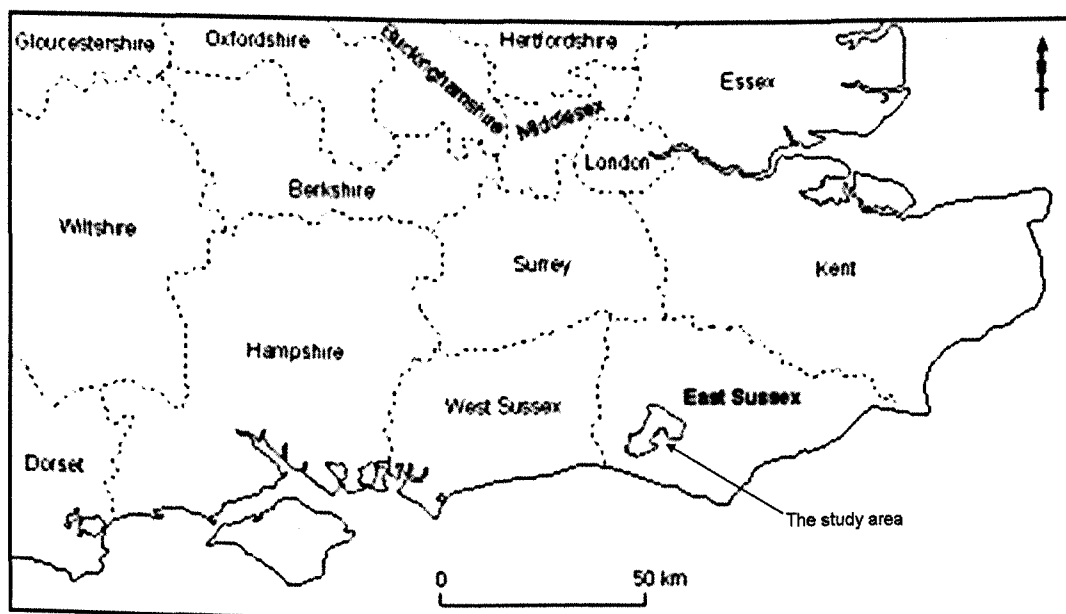 Gloucestershire
Oxfordshire
Buckinghamshire
Hertfordshire
Essex
Middlesex
London
Berkshire
Wiltshire
Surrey
Kent
Hampshire
West Sussex
East Sussex
Dorset
The study area
0 50 km